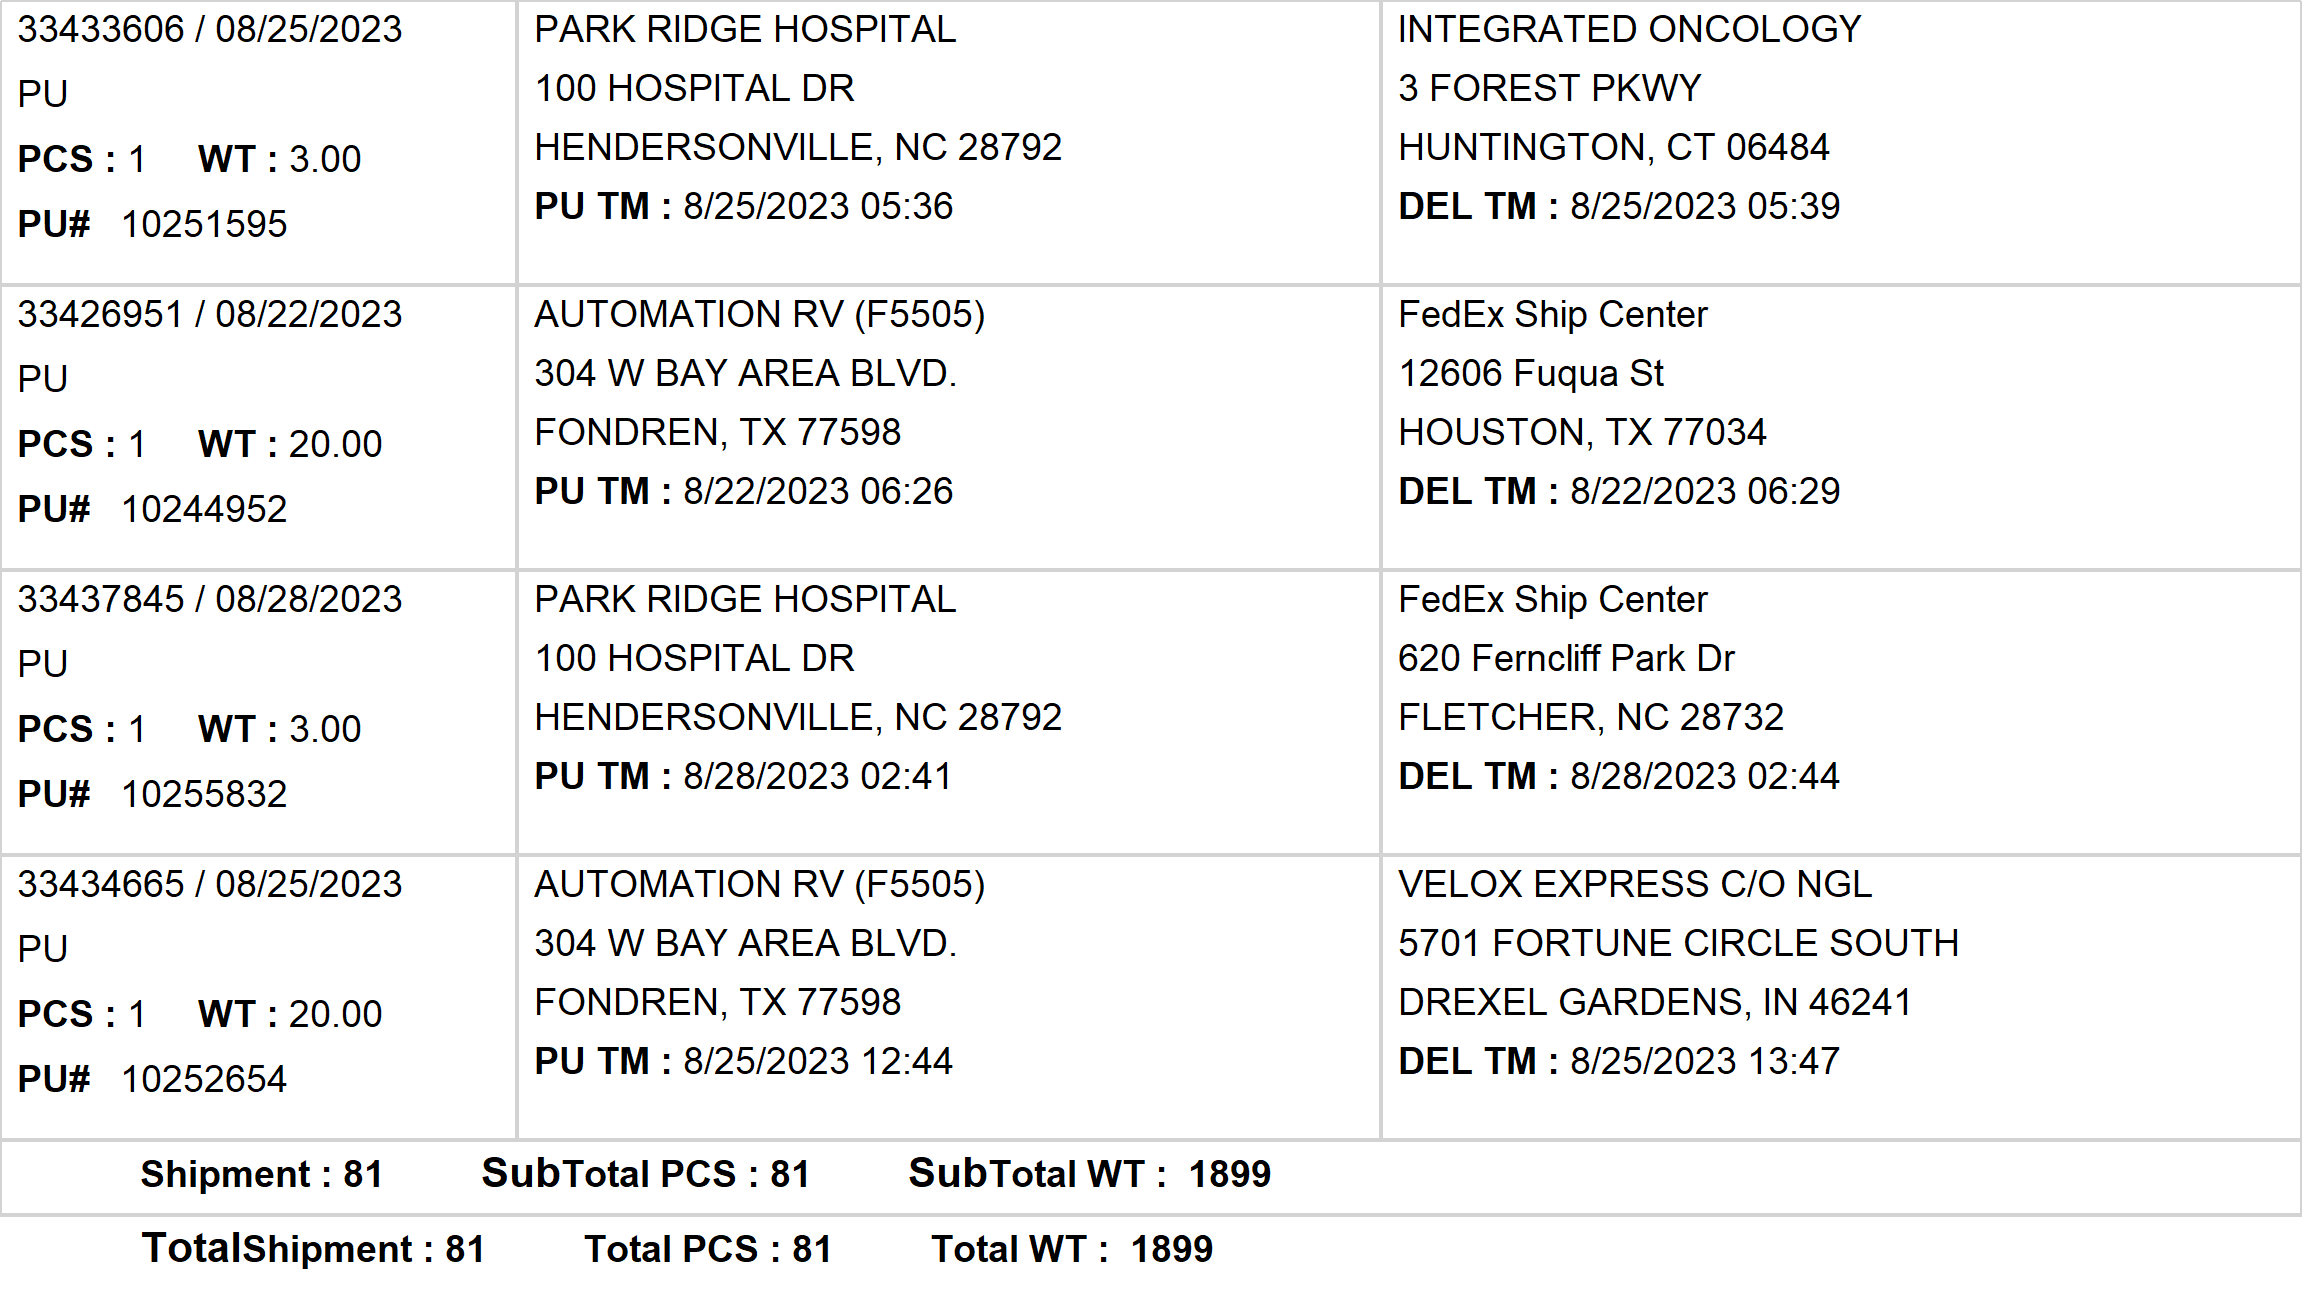 33433606 / 08/25/2023
PU
PCS : 1 WT : 3.00
PU# 10251595
PARK RIDGE HOSPITAL
100 HOSPITAL DR
HENDERSONVILLE, NC 28792
PU TM : 8/25/2023 05:36
INTEGRATED ONCOLOGY
3 FOREST PKWY
HUNTINGTON, CT 06484
DEL TM : 8/25/2023 05:39
33426951 / 08/22/2023
PU
PCS : 1 WT : 20.00
PU# 10244952
AUTOMATION RV (F5505)
304 W BAY AREA BLVD.
FONDREN, TX 77598
PU TM : 8/22/2023 06:26
FedEx Ship Center
12606 Fuqua St
HOUSTON, TX 77034
DEL TM : 8/22/2023 06:29
33437845 / 08/28/2023
PU
PCS : 1 WT : 3.00
PU# 10255832
PARK RIDGE HOSPITAL
100 HOSPITAL DR
HENDERSONVILLE, NC 28792
PU TM : 8/28/2023 02:41
FedEx Ship Center
620 Ferncliff Park Dr
FLETCHER, NC 28732
DEL TM : 8/28/2023 02:44
33434665 / 08/25/2023
PU
PCS : 1 WT : 20.00
PU# 10252654
AUTOMATION RV (F5505)
304 W BAY AREA BLVD.
FONDREN, TX 77598
PU TM : 8/25/2023 12:44
VELOX EXPRESS C/O NGL
5701 FORTUNE CIRCLE SOUTH
DREXEL GARDENS, IN 46241
DEL TM : 8/25/2023 13:47
Shipment : 81 SubTotal PCS : 81 SubTotal WT : 1899
TotalShipment : 81 Total PCS : 81 Total WT : 1899